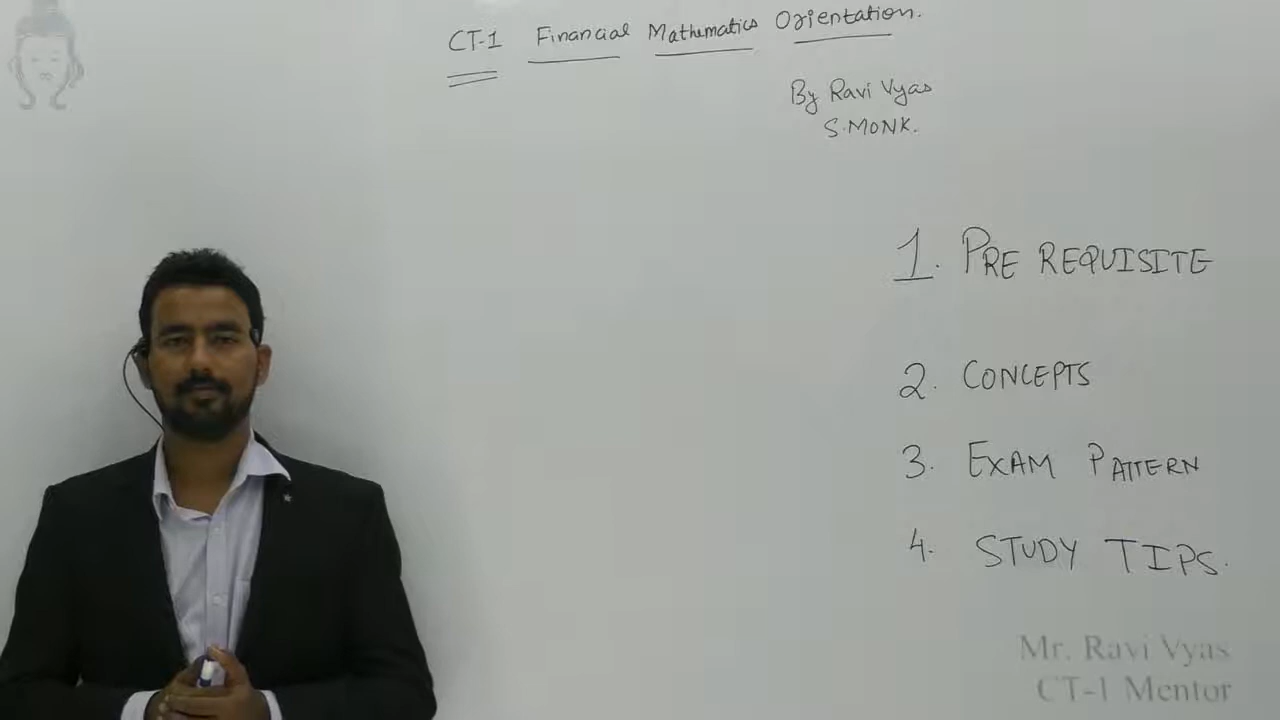 CT-1 Financial Mathematics Orientation.
By Ravi Vyas
S.MONK.
1. PRE REQUISITE
2. CONCEPTS
3. EXAM PATTERN
4. STUDY TIPS.
Mr. Ravi Vyas
CT-1 Mentor